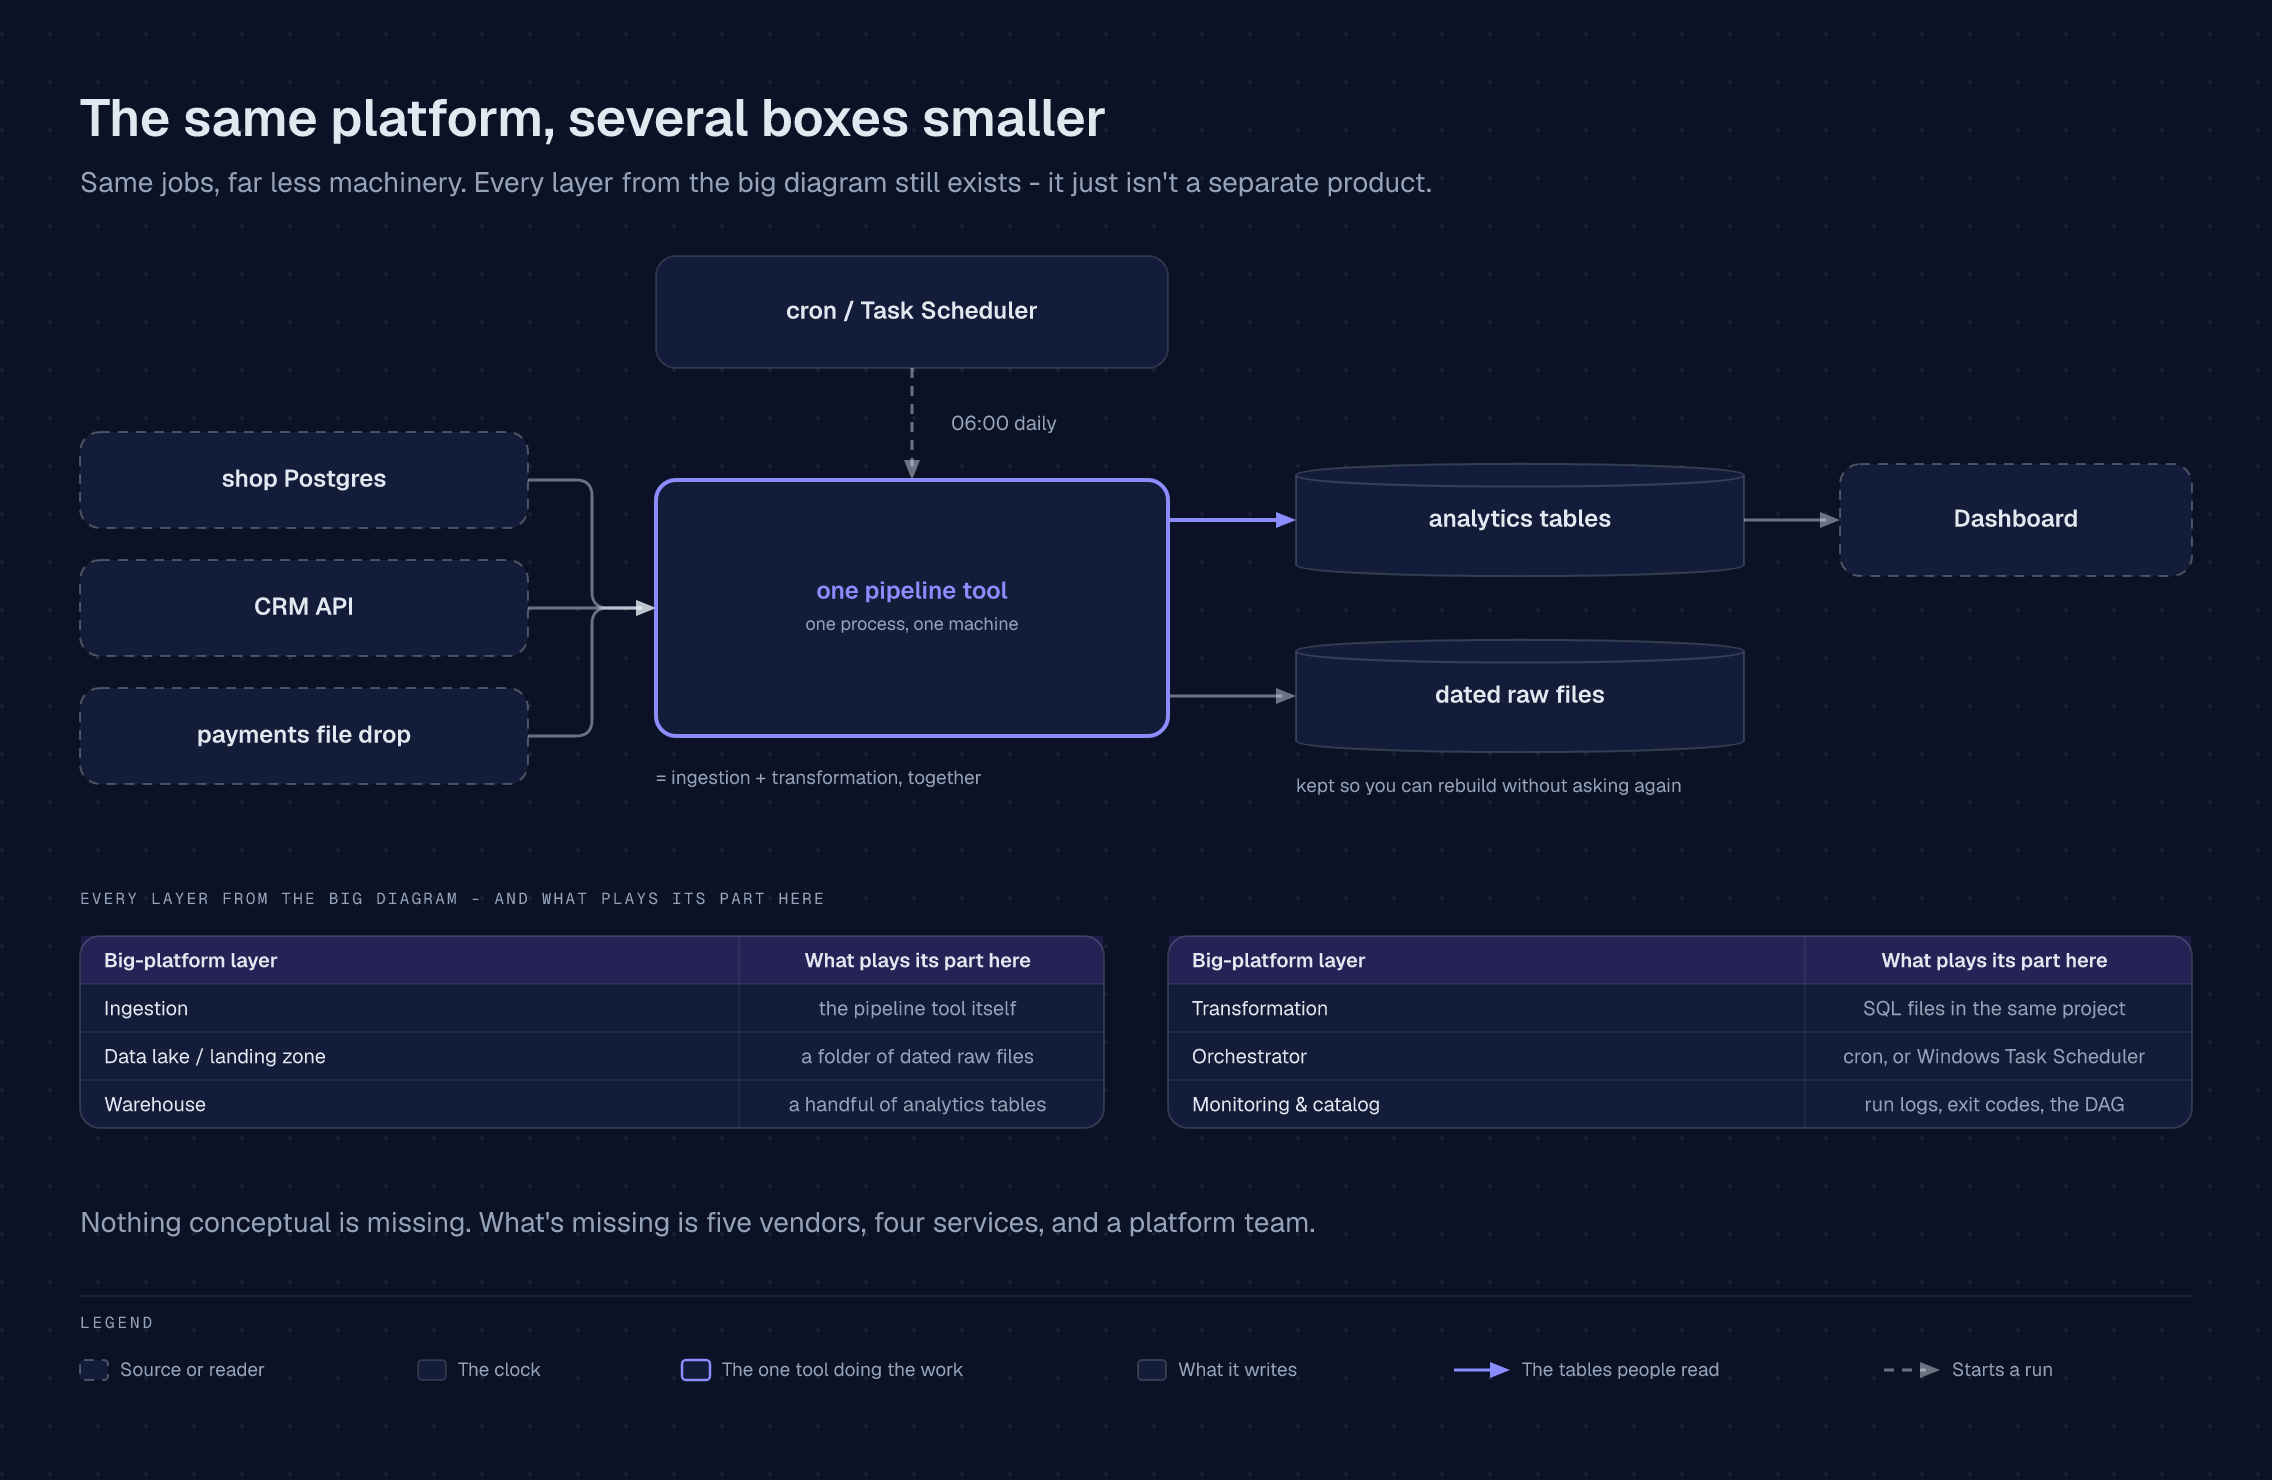 The same platform, several boxes smaller
Same jobs, far less machinery. Every layer from the big diagram still exists - it just isn't a separate product.
cron / Task Scheduler
06:00 daily
shop Postgres
CRM API
payments file drop
one pipeline tool
one process, one machine
= ingestion + transformation, together
analytics tables
Dashboard
dated raw files
kept so you can rebuild without asking again
EVERY LAYER FROM THE BIG DIAGRAM - AND WHAT PLAYS ITS PART HERE
Big-platform layer What plays its part here
Ingestion the pipeline tool itself
Data lake / landing zone a folder of dated raw files
Warehouse a handful of analytics tables
Big-platform layer What plays its part here
Transformation SQL files in the same project
Orchestrator cron, or Windows Task Scheduler
Monitoring & catalog run logs, exit codes, the DAG
Nothing conceptual is missing. What's missing is five vendors, four services, and a platform team.
LEGEND
Source or reader The clock The one tool doing the work What it writes The tables people read Starts a run